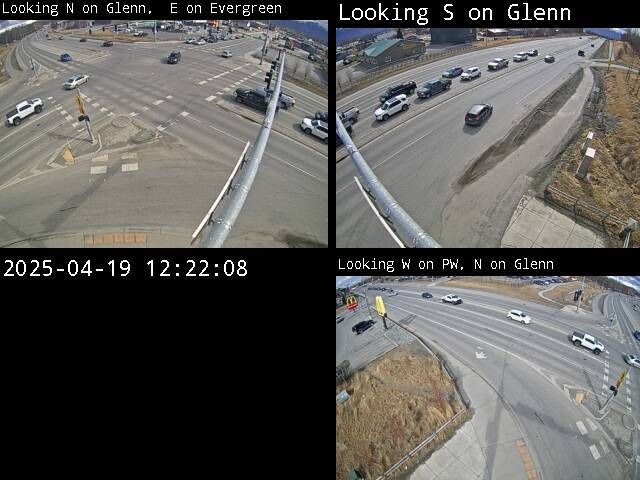 Looking N on Glenn,  E on Evergreen
Looking S on Glenn
2025-04-19 12:22:08
Looking W on PW, N on Glenn